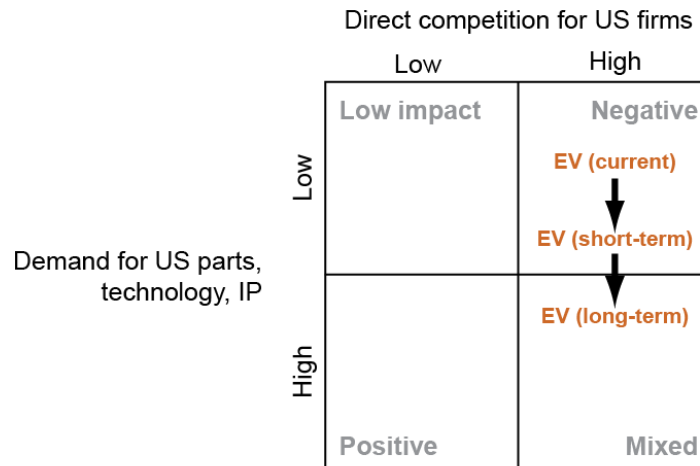 Direct competition for US firms
Low
High
Low impact
Negative
Low
EV (current)
EV (short-term)
Demand for US parts,
technology, IP
EV (long-term)
High
Positive
Mixed